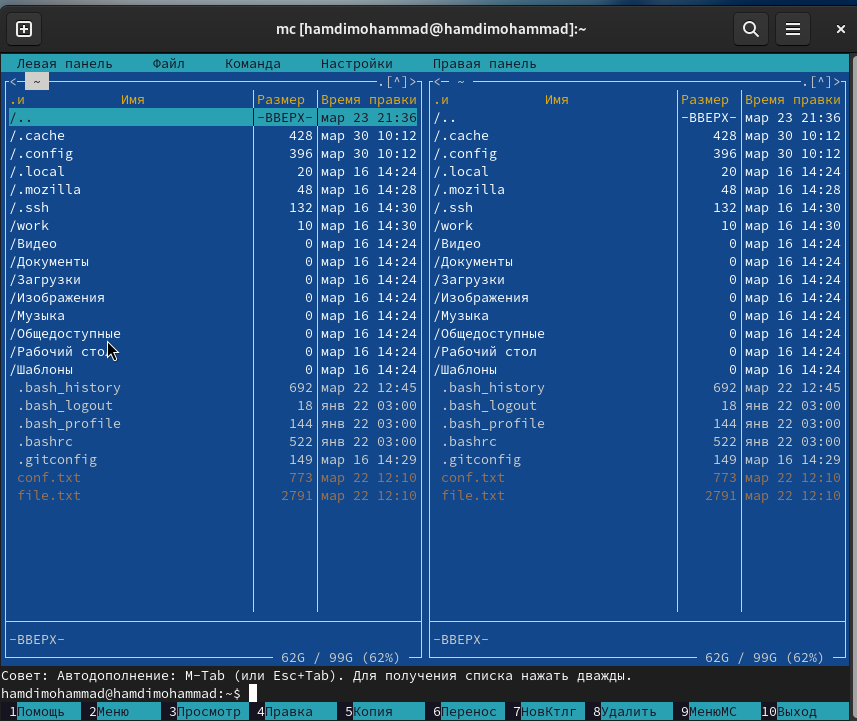 mc [hamdimohammad@hamdimohammad]:~
Левая панель Файл Команда Настройки Правая панель
<─ ~ ─.[^]> <─ ~ ─.[^]>
.и Имя Размер Время правки .и Имя Размер Время правки
/.. -ВВЕРХ- мар 23 21:36 /.. -ВВЕРХ- мар 23 21:36
/.cache 428 мар 30 10:12 /.cache 428 мар 30 10:12
/.config 396 мар 30 10:12 /.config 396 мар 30 10:12
/.local 20 мар 16 14:24 /.local 20 мар 16 14:24
/.mozilla 48 мар 16 14:28 /.mozilla 48 мар 16 14:28
/.ssh 132 мар 16 14:30 /.ssh 132 мар 16 14:30
/work 10 мар 16 14:30 /work 10 мар 16 14:30
/Видео 0 мар 16 14:24 /Видео 0 мар 16 14:24
/Документы 0 мар 16 14:24 /Документы 0 мар 16 14:24
/Загрузки 0 мар 16 14:24 /Загрузки 0 мар 16 14:24
/Изображения 0 мар 16 14:24 /Изображения 0 мар 16 14:24
/Музыка 0 мар 16 14:24 /Музыка 0 мар 16 14:24
/Общедоступные 0 мар 16 14:24 /Общедоступные 0 мар 16 14:24
/Рабочий стол 0 мар 16 14:24 /Рабочий стол 0 мар 16 14:24
/Шаблоны 0 мар 16 14:24 /Шаблоны 0 мар 16 14:24
.bash_history 692 мар 22 12:45 .bash_history 692 мар 22 12:45
.bash_logout 18 янв 22 03:00 .bash_logout 18 янв 22 03:00
.bash_profile 144 янв 22 03:00 .bash_profile 144 янв 22 03:00
.bashrc 522 янв 22 03:00 .bashrc 522 янв 22 03:00
.gitconfig 149 мар 16 14:29 .gitconfig 149 мар 16 14:29
conf.txt 773 мар 22 12:10 conf.txt 773 мар 22 12:10
file.txt 2791 мар 22 12:10 file.txt 2791 мар 22 12:10
-ВВЕРХ- -ВВЕРХ-
62G / 99G (62%) 62G / 99G (62%)
Совет: Автодополнение: M-Tab (или Esc+Tab). Для получения списка нажать дважды.
hamdimohammad@hamdimohammad:~$
1Помощь 2Меню 3Просмотр 4Правка 5Копия 6Перенос 7НовКтлг 8Удалить 9МенюMC 10Выход